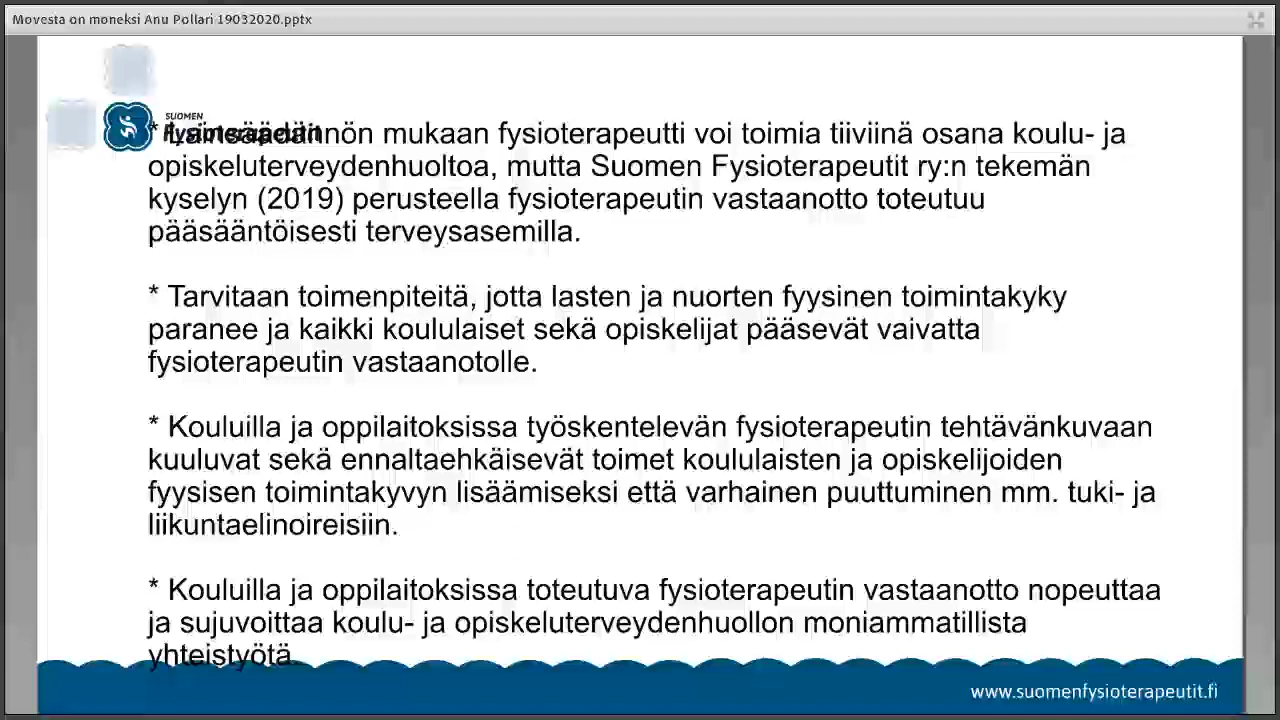 Movesta on moneksi Anu Pollari 19032020.pptx
SUOMEN
Fysioterapeutit
* Lainsäädännön mukaan fysioterapeutti voi toimia tiiviinä osana koulu- ja
opiskeluterveydenhuoltoa, mutta Suomen Fysioterapeutit ry:n tekemän
kyselyn (2019) perusteella fysioterapeutin vastaanotto toteutuu
pääsääntöisesti terveysasemilla.
* Tarvitaan toimenpiteitä, jotta lasten ja nuorten fyysinen toimintakyky
paranee ja kaikki koululaiset sekä opiskelijat pääsevät vaivatta
fysioterapeutin vastaanotolle.
* Kouluilla ja oppilaitoksissa työskentelevän fysioterapeutin tehtävänkuvaan
kuuluvat sekä ennaltaehkäisevät toimet koululaisten ja opiskelijoiden
fyysisen toimintakyvyn lisäämiseksi että varhainen puuttuminen mm. tuki- ja
liikuntaelinoireisiin.
* Kouluilla ja oppilaitoksissa toteutuva fysioterapeutin vastaanotto nopeuttaa
ja sujuvoittaa koulu- ja opiskeluterveydenhuollon moniammatillista
yhteistyötä.
www.suomenfysioterapeutit.fi